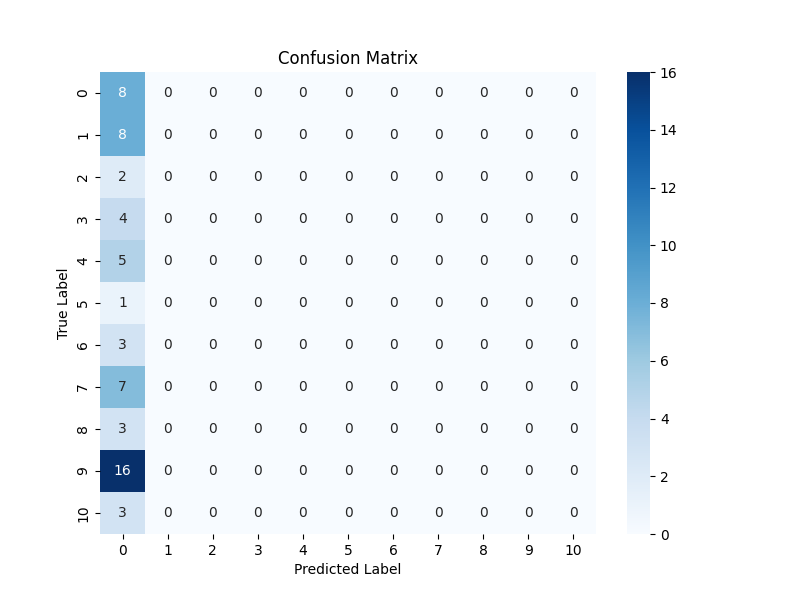 Confusion Matrix
True Label
0 8 0 0 0 0 0 0 0 0 0 0
1 8 0 0 0 0 0 0 0 0 0 0
2 2 0 0 0 0 0 0 0 0 0 0
3 4 0 0 0 0 0 0 0 0 0 0
4 5 0 0 0 0 0 0 0 0 0 0
5 1 0 0 0 0 0 0 0 0 0 0
6 3 0 0 0 0 0 0 0 0 0 0
7 7 0 0 0 0 0 0 0 0 0 0
8 3 0 0 0 0 0 0 0 0 0 0
9 16 0 0 0 0 0 0 0 0 0 0
10 3 0 0 0 0 0 0 0 0 0 0
0 1 2 3 4 5 6 7 8 9 10
Predicted Label
16
14
12
10
8
6
4
2
0